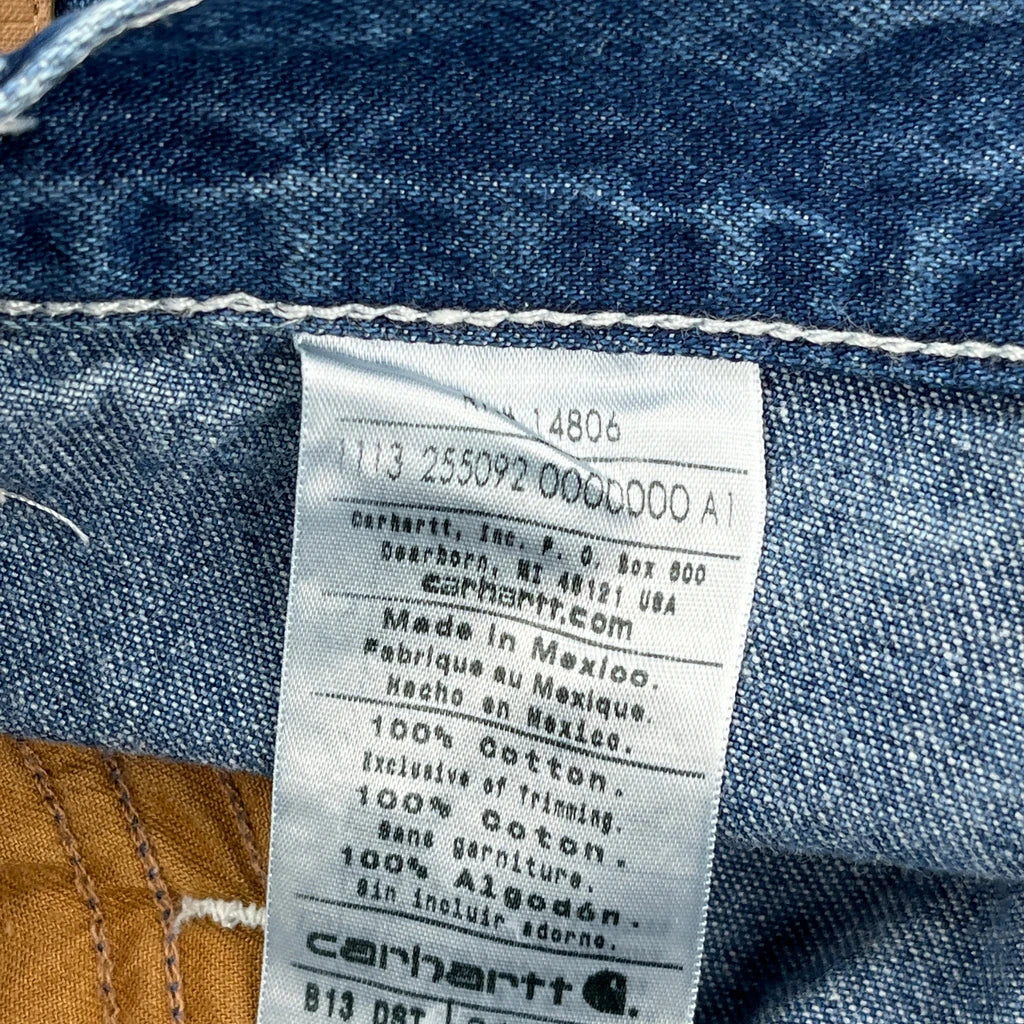 RN# 14806
1113 255092 0000000 A1
Carhartt, Inc. P. O. Box 600
Dearborn, MI 48121 USA
carhartt.com
Made in Mexico.
Fabrique au Mexique.
Hecho en Mexico.
100% Cotton.
Exclusive of Trimming.
100% Coton.
Sans garniture.
100% Algodón.
sin incluir adorno.
carhartt
B13 DST